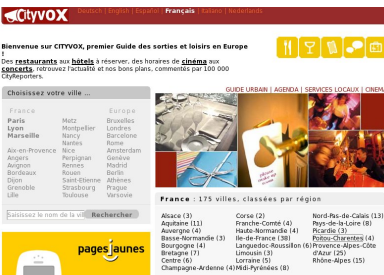 CityVOX
Deutsch | English | Español | Français | Italiano | Nederlands
Bienvenue sur CITYVOX, premier Guide des sorties et loisirs en Europe
!
Des restaurants aux hôtels à réserver, des horaires de cinéma aux
concerts, retrouvez l'actualité et nos bons plans, commentés par 100 000
CityReporters.
GUIDE URBAIN | AGENDA | SERVICES LOCAUX | CINEMA
Choisissez votre ville ...
France Europe
Paris Metz Bruxelles
Lyon Montpellier Londres
Marseille Nancy Barcelone
Nantes Rome
Aix-en-Provence Nice Amsterdam
Angers Perpignan Genève
Avignon Rennes Madrid
Bordeaux Rouen Berlin
Dijon Saint-Etienne Athènes
Grenoble Strasbourg Prague
Lille Toulouse Varsovie
Saisissez le nom de la vil Rechercher
pages jaunes
France : 175 villes, classées par région
Alsace (3) Corse (2) Nord-Pas-de-Calais (13)
Aquitaine (11) Franche-Comté (4) Pays-de-la-Loire (8)
Auvergne (4) Haute-Normandie (4) Picardie (3)
Basse-Normandie (3) Ile-de-France (38) Poitou-Charentes (4)
Bourgogne (4) Languedoc-Roussillon (6) Provence-Alpes-Côte
Bretagne (7) Limousin (3) d'Azur (25)
Centre (6) Lorraine (5) Rhône-Alpes (15)
Champagne-Ardenne (4) Midi-Pyrénées (8)